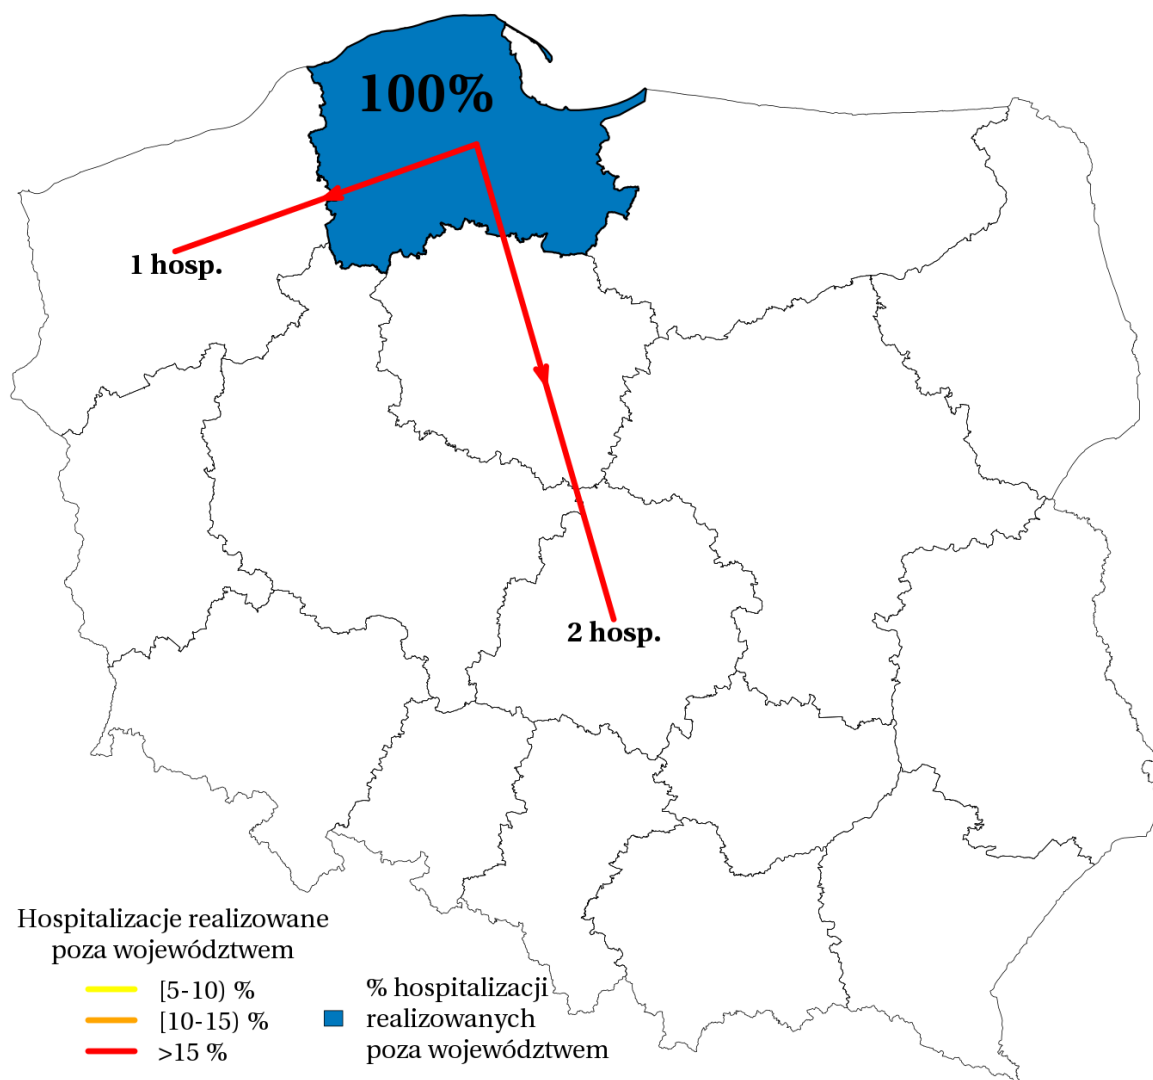 100%
1 hosp.
2 hosp.
Hospitalizacje realizowane
poza województwem
[5-10) %
[10-15) %
>15 %
% hospitalizacji
realizowanych
poza województwem